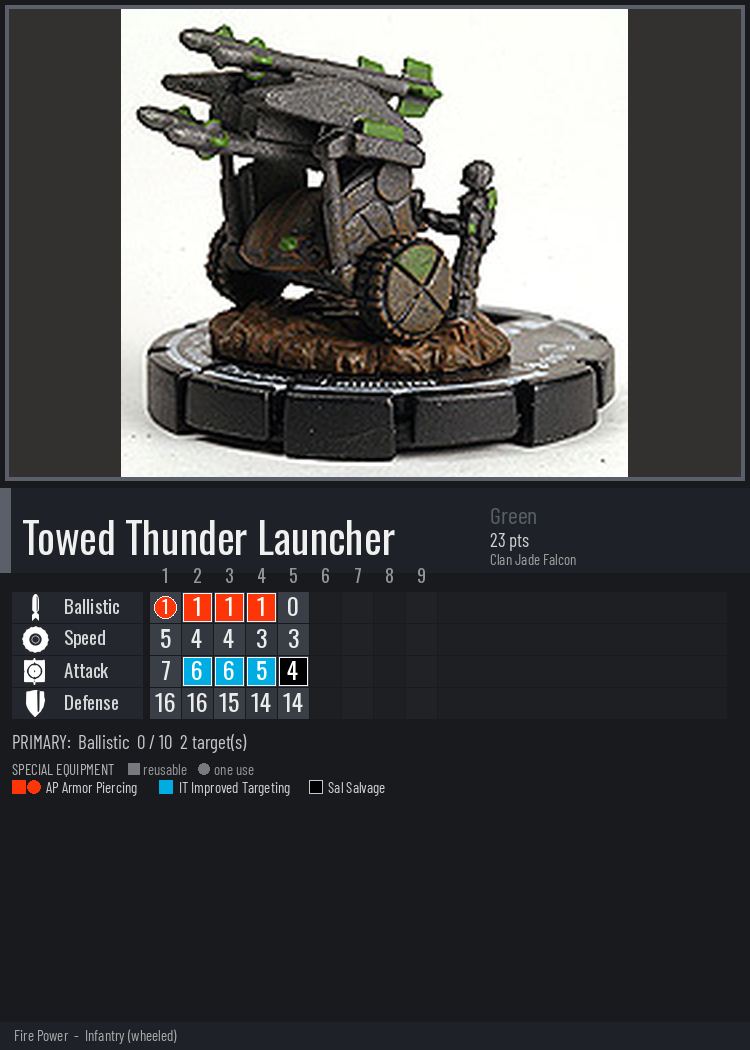 Towed Thunder Launcher
Green
23 pts
Clan Jade Falcon
1 2 3 4 5 6 7 8 9
Ballistic 1 1 1 1 0
Speed 5 4 4 3 3
Attack 7 6 6 5 4
Defense 16 16 15 14 14
PRIMARY: Ballistic 0 / 10 2 target(s)
SPECIAL EQUIPMENT reusable one use
AP Armor Piercing IT Improved Targeting Sal Salvage
Fire Power - Infantry (wheeled)